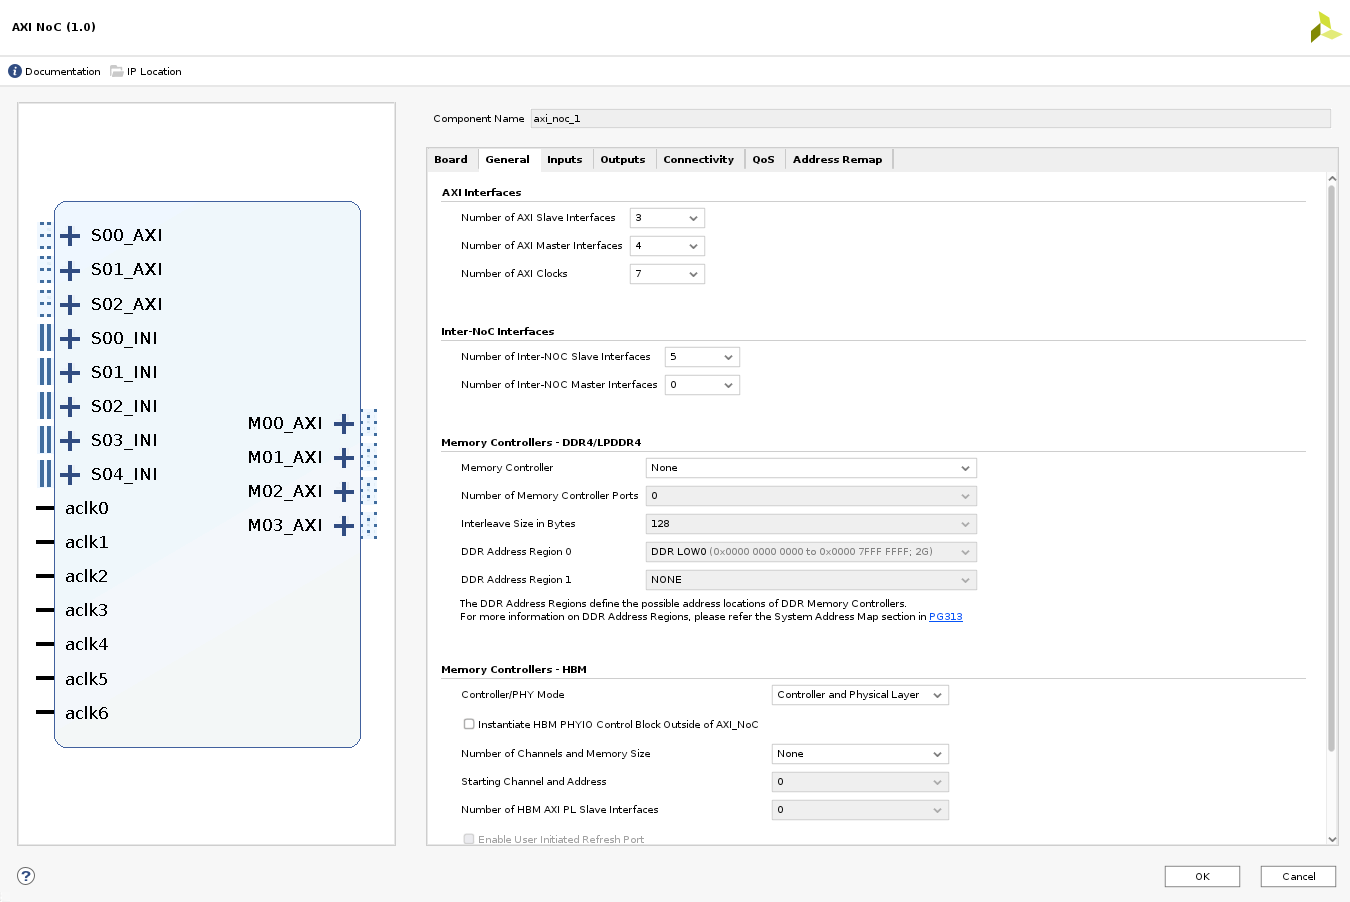 AXI NoC (1.0)
Documentation IP Location
S00_AXI
S01_AXI
S02_AXI
S00_INI
S01_INI
S02_INI
S03_INI
S04_INI
aclk0
aclk1
aclk2
aclk3
aclk4
aclk5
aclk6
M00_AXI
M01_AXI
M02_AXI
M03_AXI
Component Name axi_noc_1
Board General Inputs Outputs Connectivity QoS Address Remap
AXI Interfaces
Number of AXI Slave Interfaces 3
Number of AXI Master Interfaces 4
Number of AXI Clocks 7
Inter-NoC Interfaces
Number of Inter-NOC Slave Interfaces 5
Number of Inter-NOC Master Interfaces 0
Memory Controllers - DDR4/LPDDR4
Memory Controller None
Number of Memory Controller Ports 0
Interleave Size in Bytes 128
DDR Address Region 0 DDR LOW0 (0x0000 0000 0000 to 0x0000 7FFF FFFF; 2G)
DDR Address Region 1 NONE
The DDR Address Regions define the possible address locations of DDR Memory Controllers.
For more information on DDR Address Regions, please refer the System Address Map section in PG313
Memory Controllers - HBM
Controller/PHY Mode Controller and Physical Layer
Instantiate HBM PHYIO Control Block Outside of AXI_NoC
Number of Channels and Memory Size None
Starting Channel and Address 0
Number of HBM AXI PL Slave Interfaces 0
Enable User Initiated Refresh Port
? OK Cancel